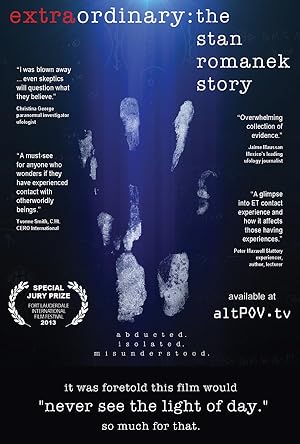 extraordinary: the
stan
romanek
story
"I was blown away
... even skeptics
will question what
they believe."
Christina George
paranormal investigator
ufologist
"A must-see
for anyone who
wonders if they
have experienced
contact with
otherworldly
beings."
Yvonne Smith, C.Ht.
CERO International
"Overwhelming
collection of
evidence."
Jaime Maussan
Mexico's leading
ufology journalist
"A glimpse
into ET contact
experience and
how it affects
those having
experiences."
Peter Maxwell Slattery
experiencer,
author, lecturer
SPECIAL
JURY PRIZE
FORT LAUDERDALE
INTERNATIONAL
FILM FESTIVAL
2013
available at
altPOV.tv
abducted.
isolated.
misunderstood.
it was foretold this film would
"never see the light of day."
so much for that.